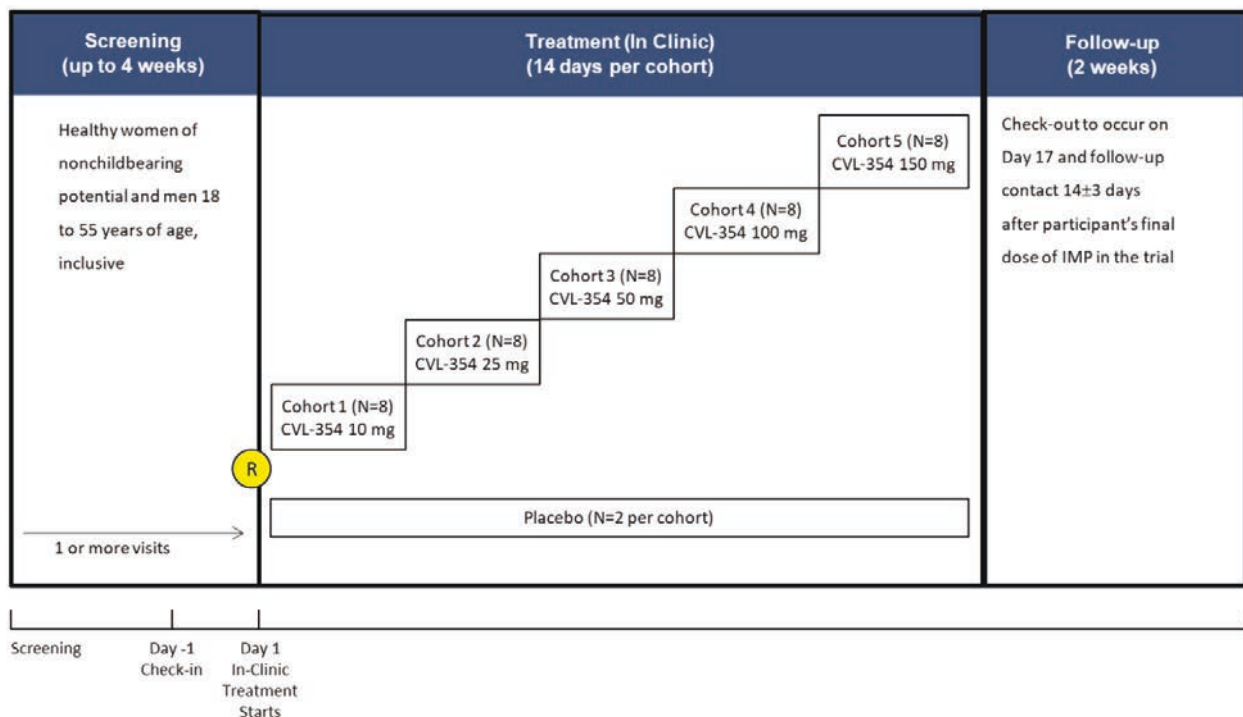 Screening
(up to 4 weeks)
Treatment (In Clinic)
(14 days per cohort)
Follow-up
(2 weeks)
Healthy women of
nonchildbearing
potential and men 18
to 55 years of age,
inclusive
1 or more visits
R
Cohort 1 (N=8)
CVL-354 10 mg
Cohort 2 (N=8)
CVL-354 25 mg
Cohort 3 (N=8)
CVL-354 50 mg
Cohort 4 (N=8)
CVL-354 100 mg
Cohort 5 (N=8)
CVL-354 150 mg
Placebo (N=2 per cohort)
Check-out to occur on
Day 17 and follow-up
contact 14±3 days
after participant's final
dose of IMP in the trial
Screening
Day -1
Check-in
Day 1
In-Clinic
Treatment
Starts